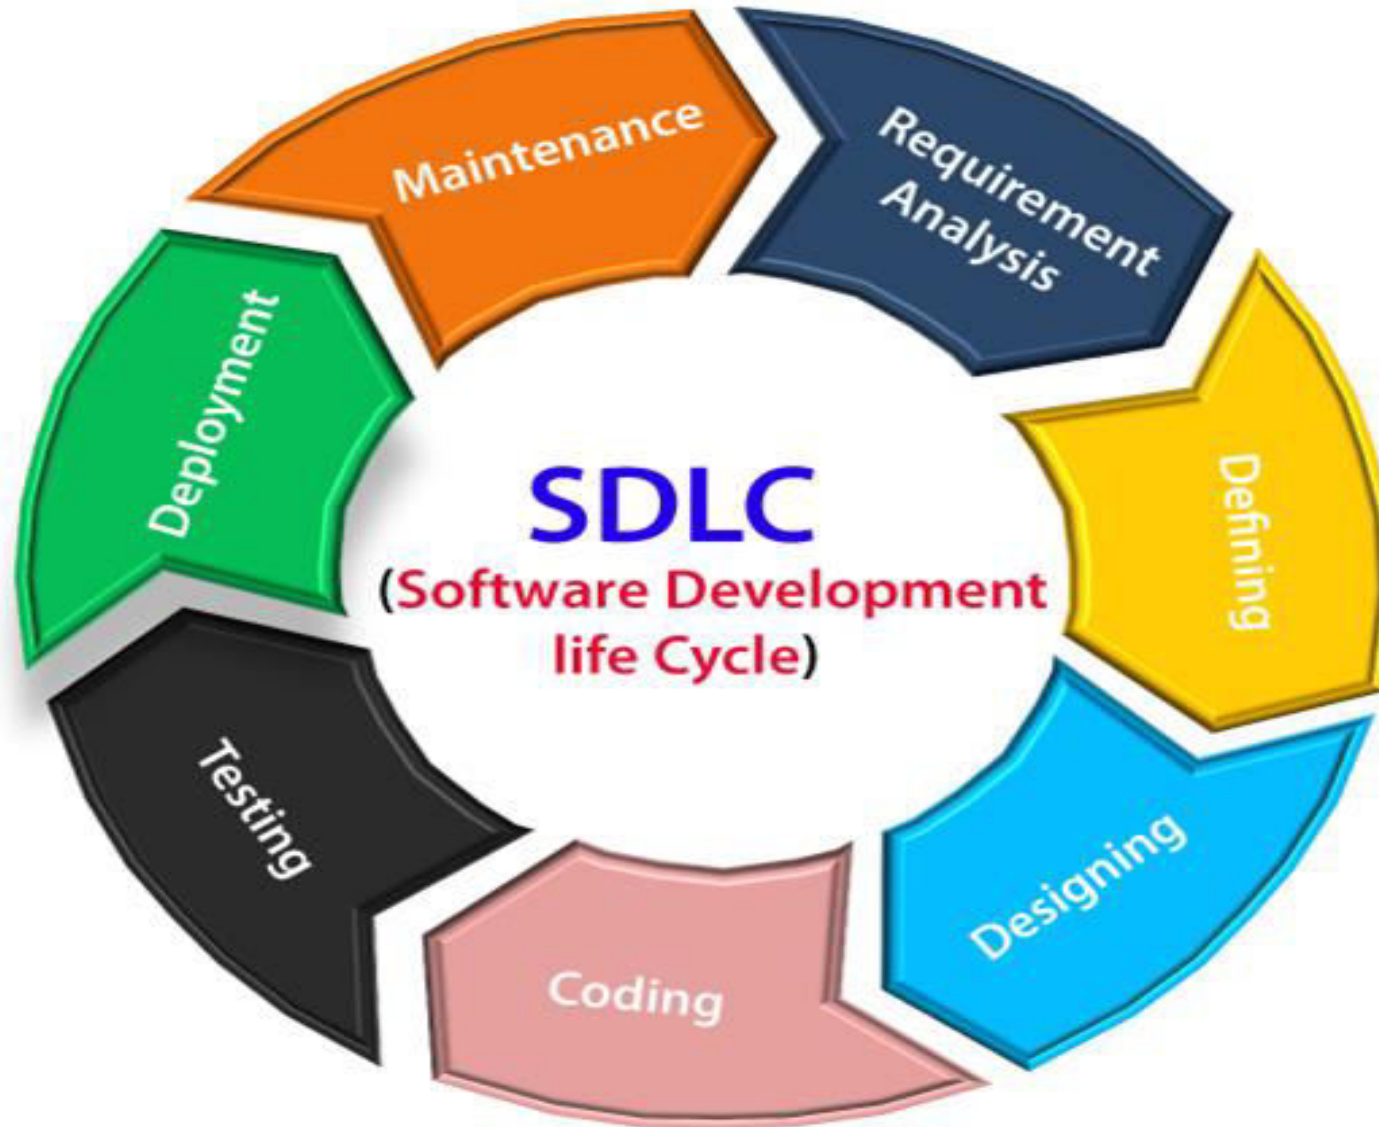 Maintenance
Requirement
Analysis
Defining
Designing
Coding
Testing
Deployment
SDLC
(Software Development
life Cycle)